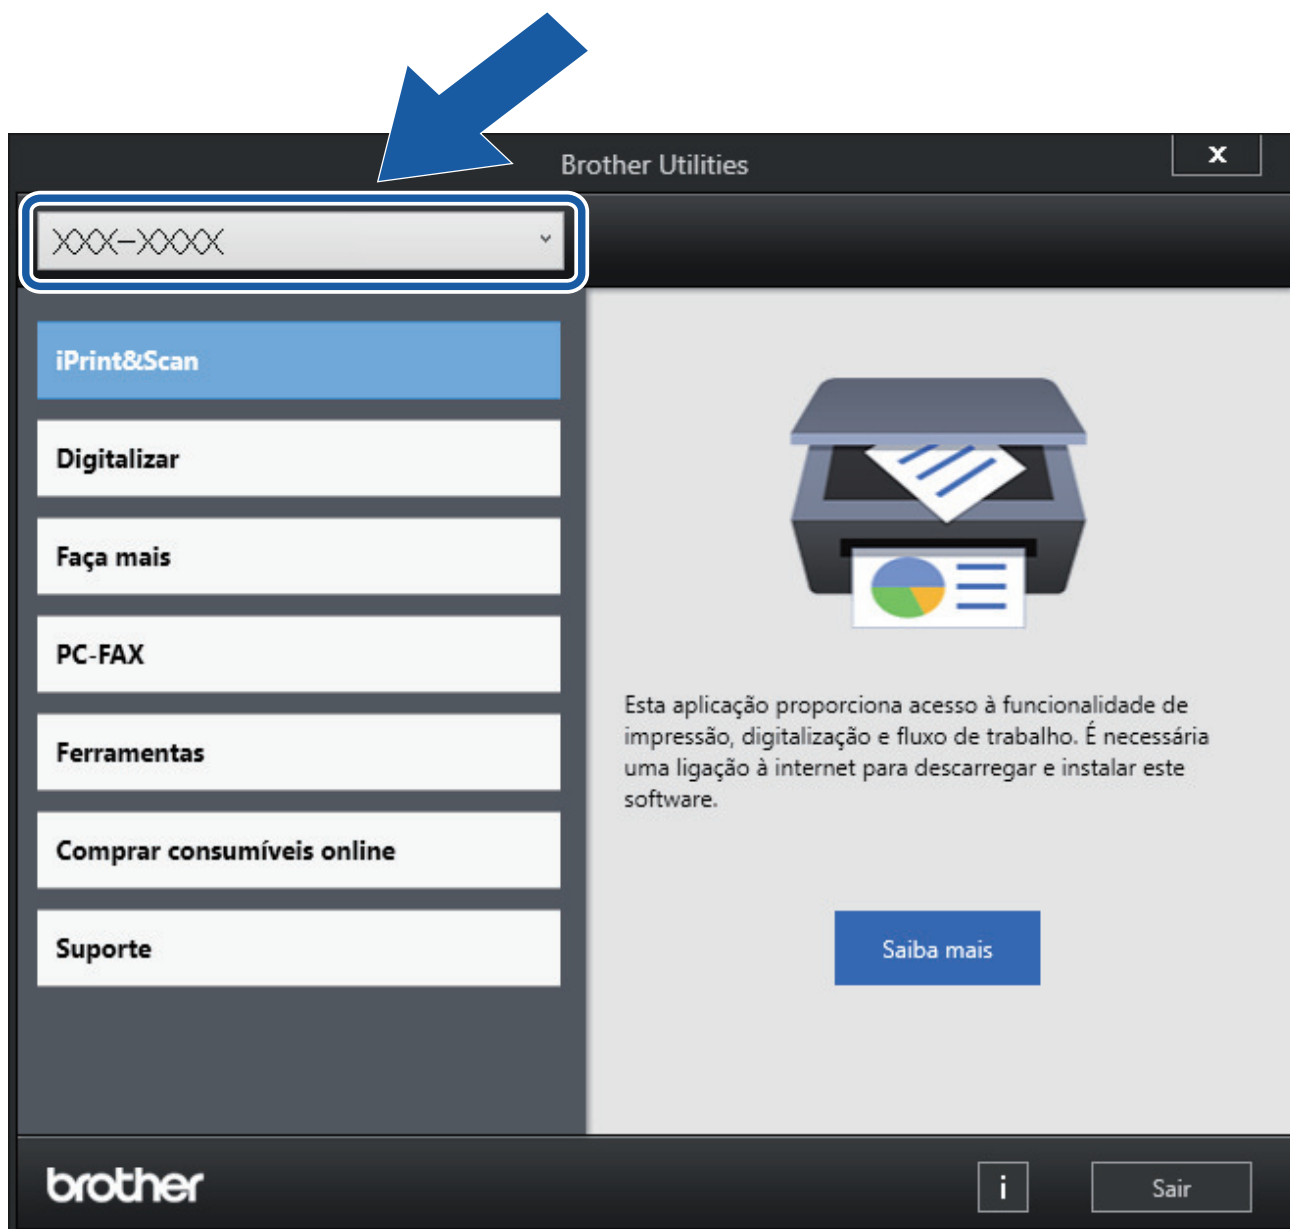 Brother Utilities
X
XXX-XXXX
iPrint&Scan
Digitalizar
Faça mais
PC-FAX
Ferramentas
Comprar consumíveis online
Suporte
Esta aplicação proporciona acesso à funcionalidade de
impressão, digitalização e fluxo de trabalho. É necessária
uma ligação à internet para descarregar e instalar este
software.
Saiba mais
brother
i
Sair